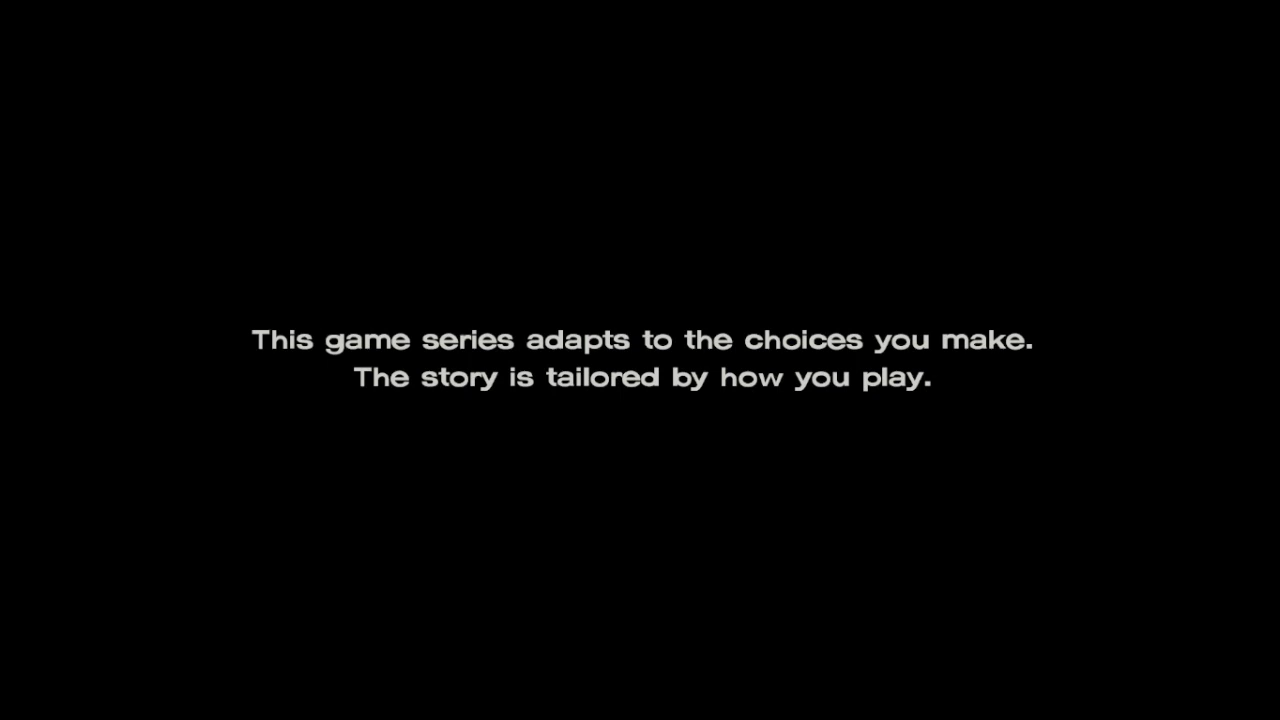 This game series adapts to the choices you make.
The story is tailored by how you play.